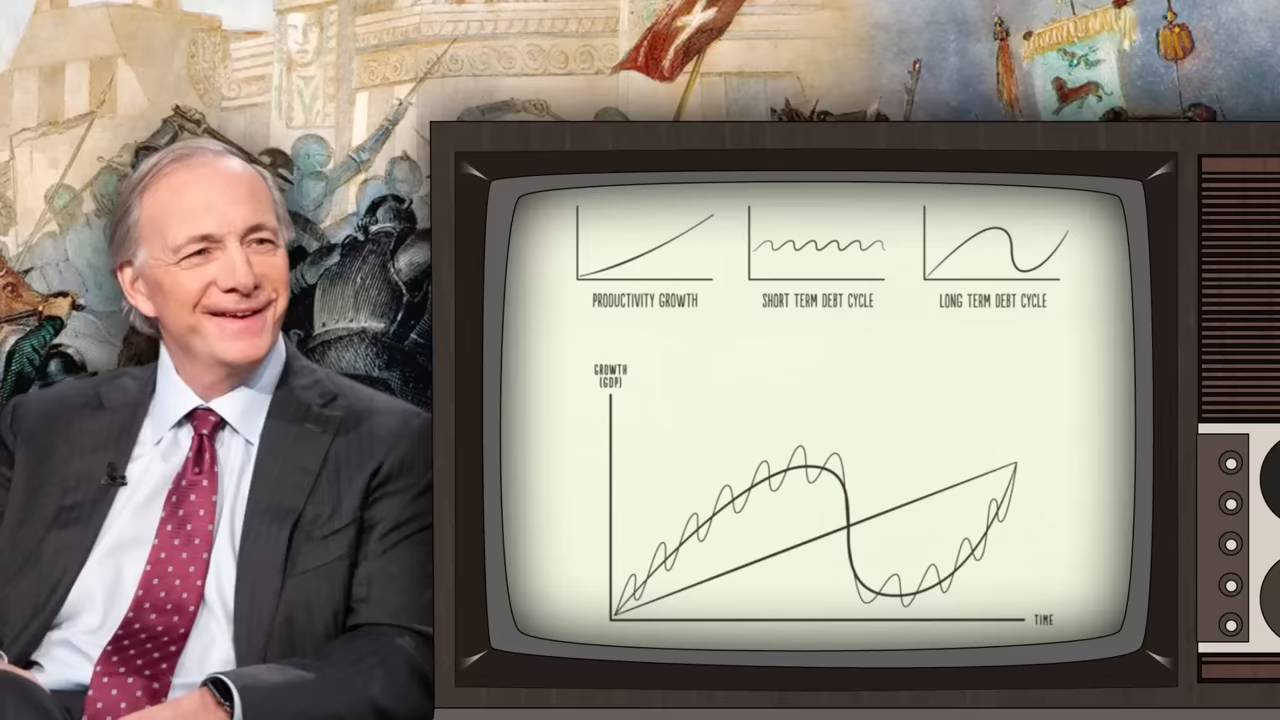 PRODUCTIVITY GROWTH
SHORT TERM DEBT CYCLE
LONG TERM DEBT CYCLE
GROWTH
(GDP)
TIME